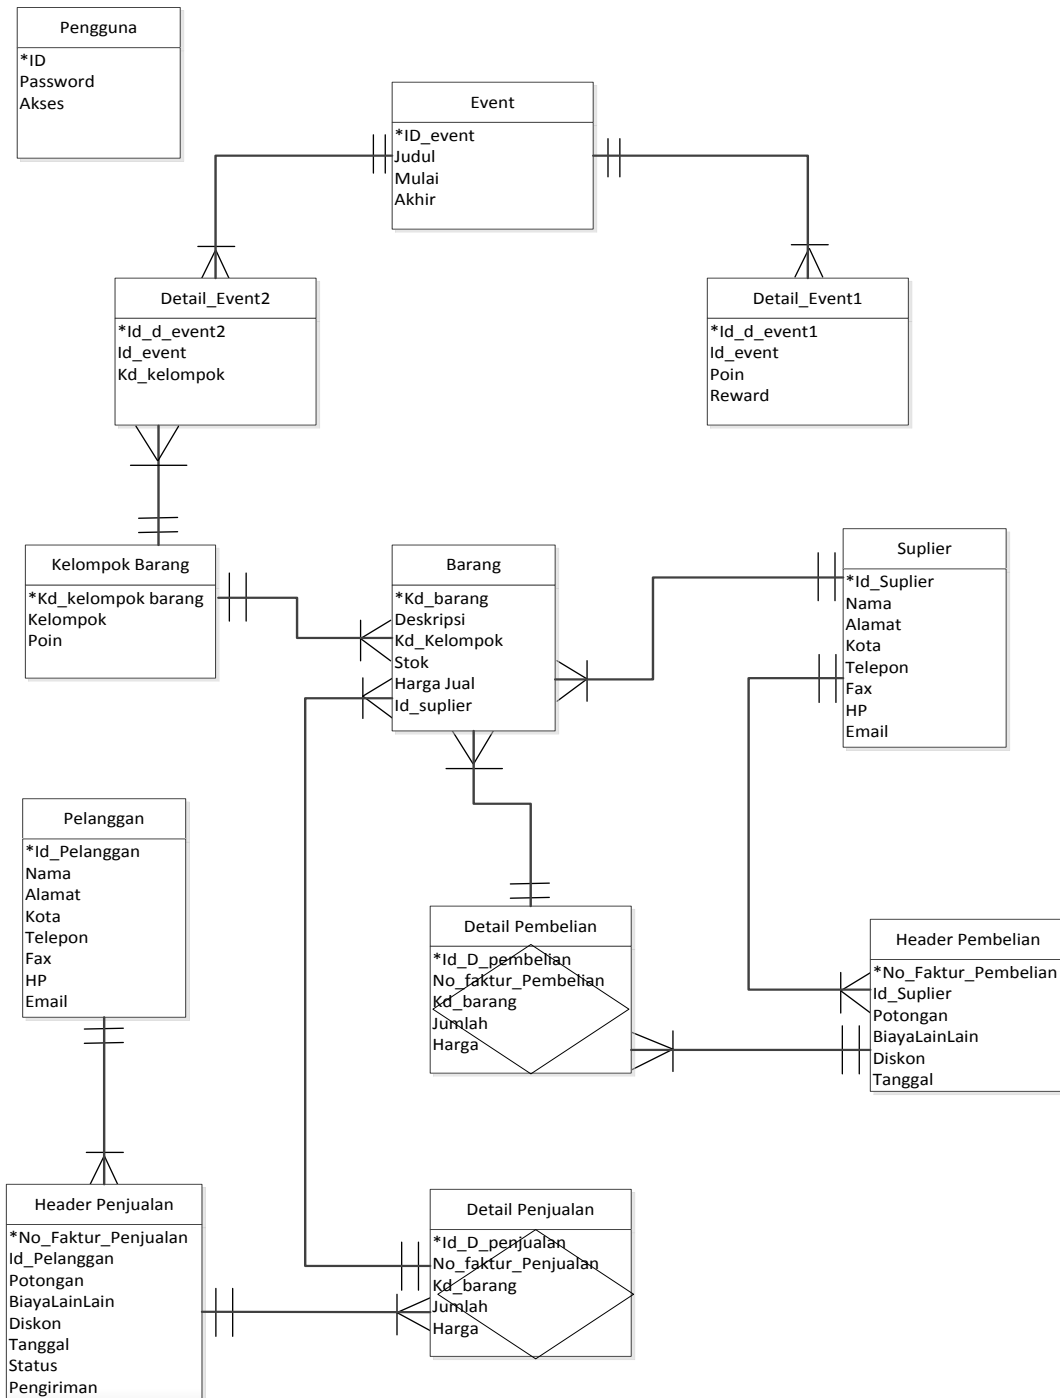 Pengguna
*ID
Password
Akses
Event
*ID_event
Judul
Mulai
Akhir
Detail_Event2
*Id_d_event2
Id_event
Kd_kelompok
Detail_Event1
*Id_d_event1
Id_event
Poin
Reward
Kelompok Barang
*Kd_kelompok barang
Kelompok
Poin
Barang
*Kd_barang
Deskripsi
Kd_Kelompok
Stok
Harga Jual
Id_suplier
Suplier
*Id_Suplier
Nama
Alamat
Kota
Telepon
Fax
HP
Email
Pelanggan
*Id_Pelanggan
Nama
Alamat
Kota
Telepon
Fax
HP
Email
Detail Pembelian
*Id_D_pembelian
No_faktur_Pembelian
Kd_barang
Jumlah
Harga
Header Pembelian
*No_Faktur_Pembelian
Id_Suplier
Potongan
BiayaLainLain
Diskon
Tanggal
Header Penjualan
*No_Faktur_Penjualan
Id_Pelanggan
Potongan
BiayaLainLain
Diskon
Tanggal
Status
Pengiriman
Detail Penjualan
*Id_D_penjualan
No_faktur_Penjualan
Kd_barang
Jumlah
Harga